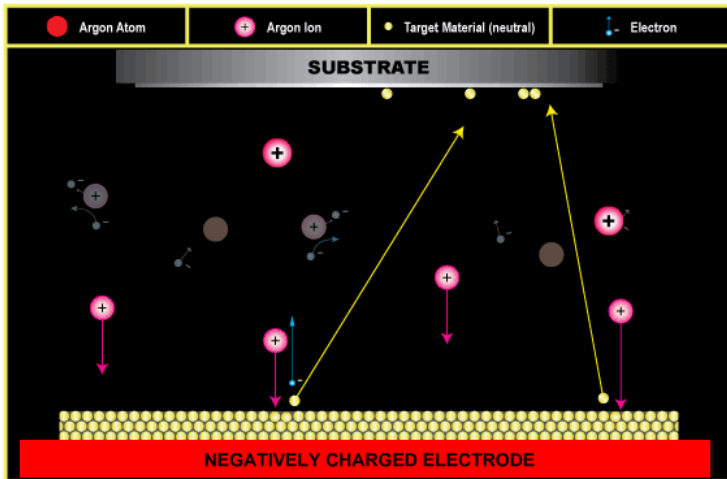 Argon Atom
Argon Ion
Target Material (neutral)
Electron
SUBSTRATE
NEGATIVELY CHARGED ELECTRODE